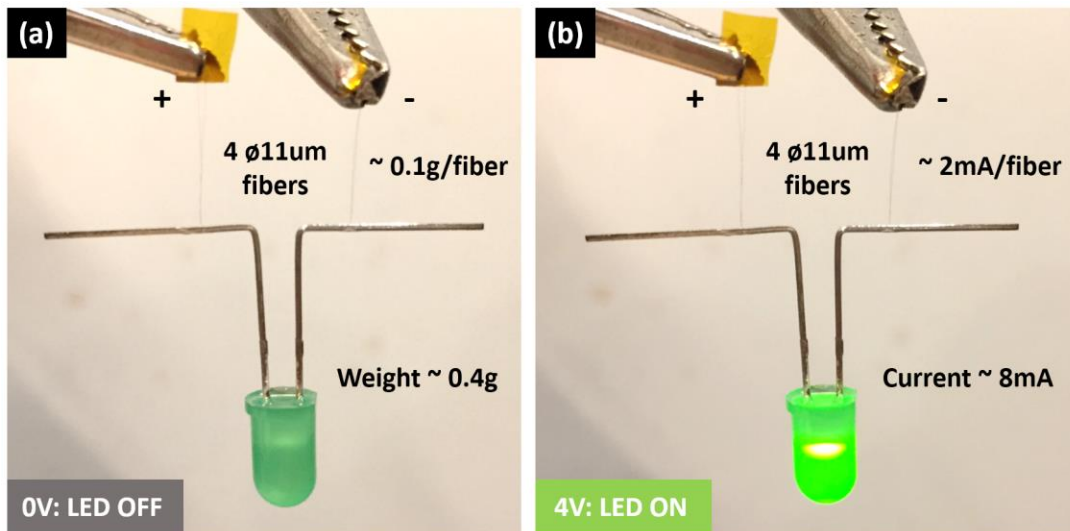 (a)
+
-
4 ø11um
fibers
~ 0.1g/fiber
Weight ~ 0.4g
0V: LED OFF
(b)
+
-
4 ø11um
fibers
~ 2mA/fiber
Current ~ 8mA
4V: LED ON